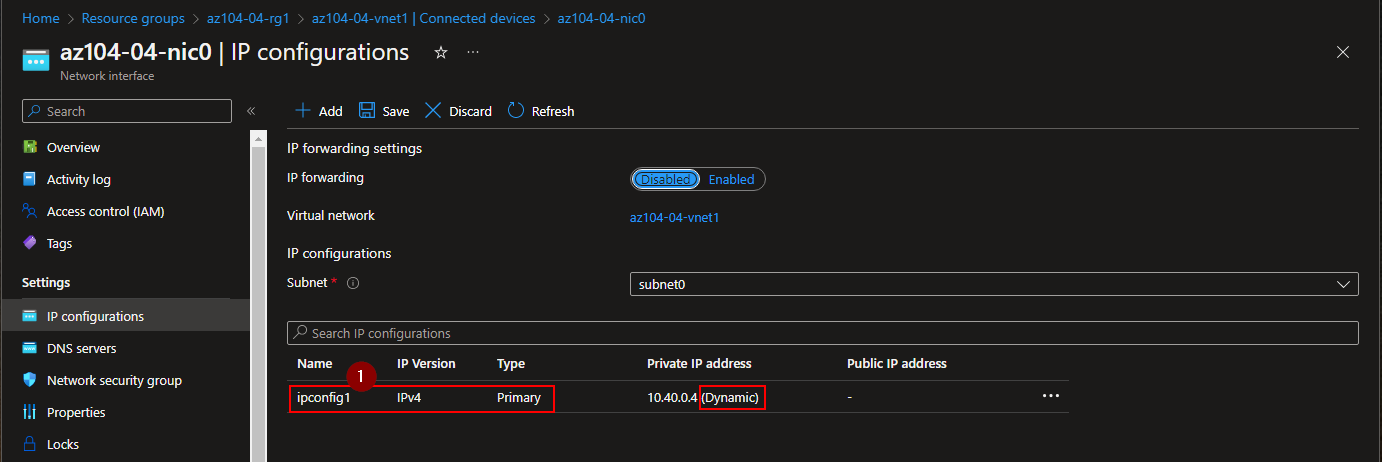 Home > Resource groups > az104-04-rg1 > az104-04-vnet1 | Connected devices > az104-04-nic0
az104-04-nic0 | IP configurations ☆ ...
Network interface
Search «
Overview
Activity log
Access control (IAM)
Tags
Settings
IP configurations
DNS servers
Network security group
Properties
Locks
Add Save Discard Refresh
IP forwarding settings
IP forwarding Disabled Enabled
Virtual network az104-04-vnet1
IP configurations
Subnet * subnet0
Search IP configurations
Name IP Version Type Private IP address Public IP address
1
ipconfig1 IPv4 Primary 10.40.0.4 (Dynamic) - ...